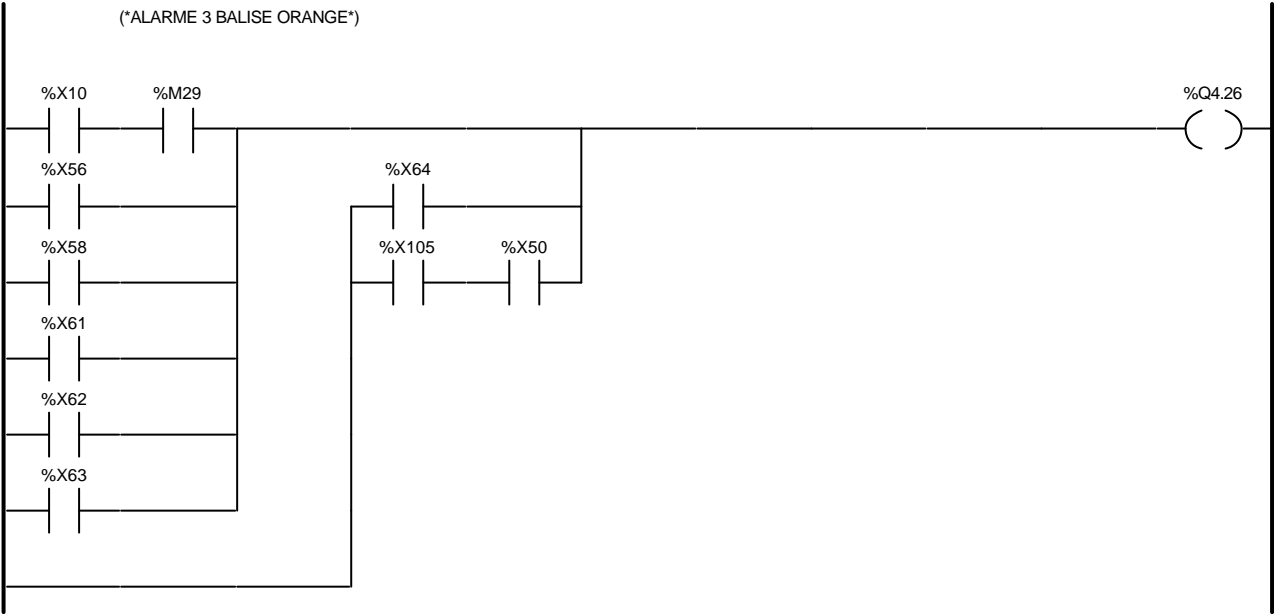 (*ALARME 3 BALISE ORANGE*)
%X10 %M29 %Q4.26
%X56 %X64
%X58 %X105 %X50
%X61
%X62
%X63